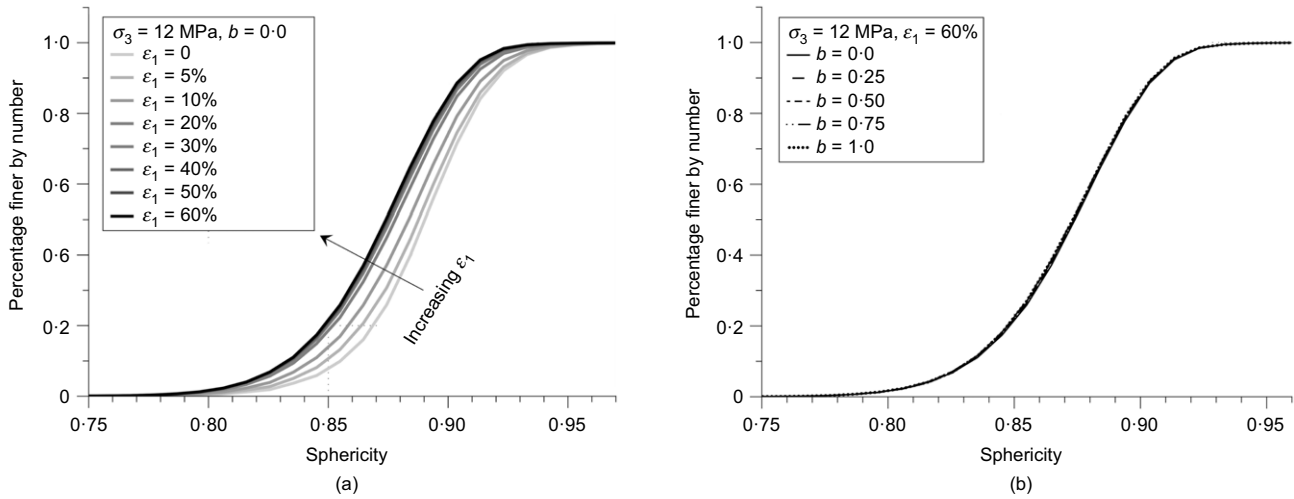 σ3 = 12 MPa, b = 0·0
ε1 = 0
ε1 = 5%
ε1 = 10%
ε1 = 20%
ε1 = 30%
ε1 = 40%
ε1 = 50%
ε1 = 60%
Increasing ε1
Percentage finer by number
1·0
0·8
0·6
0·6
0·2
0
0·75
0·80
0·85
0·90
0·95
Sphericity
(a)
σ3 = 12 MPa, ε1 = 60%
b = 0·0
b = 0·25
b = 0·50
b = 0·75
b = 1·0
Percentage finer by number
1·0
0·8
0·6
0·4
0·2
0
0·75
0·80
0·85
0·90
0·95
Sphericity
(b)